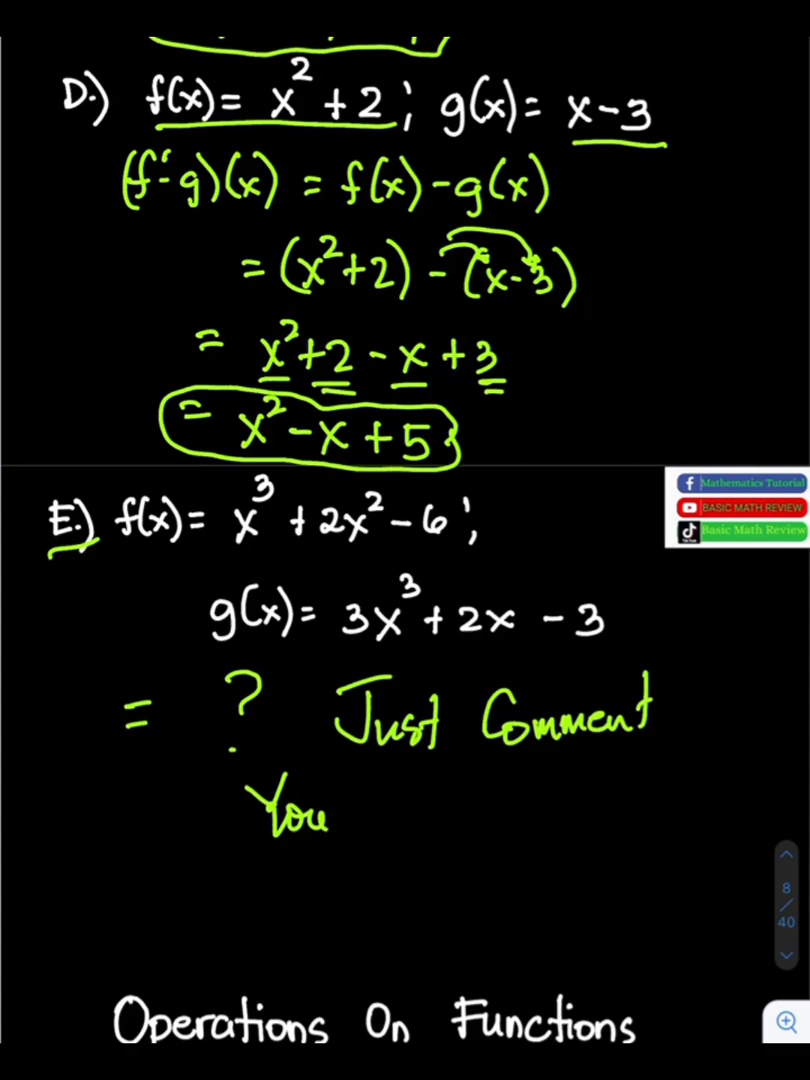 D.) f(x) = x² + 2 ; g(x) = x - 3
(f - g)(x) = f(x) - g(x)
= (x² + 2) - (x - 3)
= x² + 2 - x + 3
= x² - x + 5
E.) f(x) = x³ + 2x² - 6 ;
g(x) = 3x³ + 2x - 3
= ? Just Comment
You
Mathematics Tutorial
BASIC MATH REVIEW
TikTok Basic Math Review
8
/
40
Operations On Functions